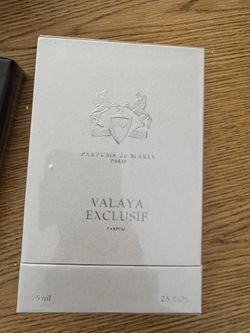 PARFUMS de MARLY
PARIS
VALAYA
EXCLUSIF
PARFUM
75 ml 2.5 fl.oz.